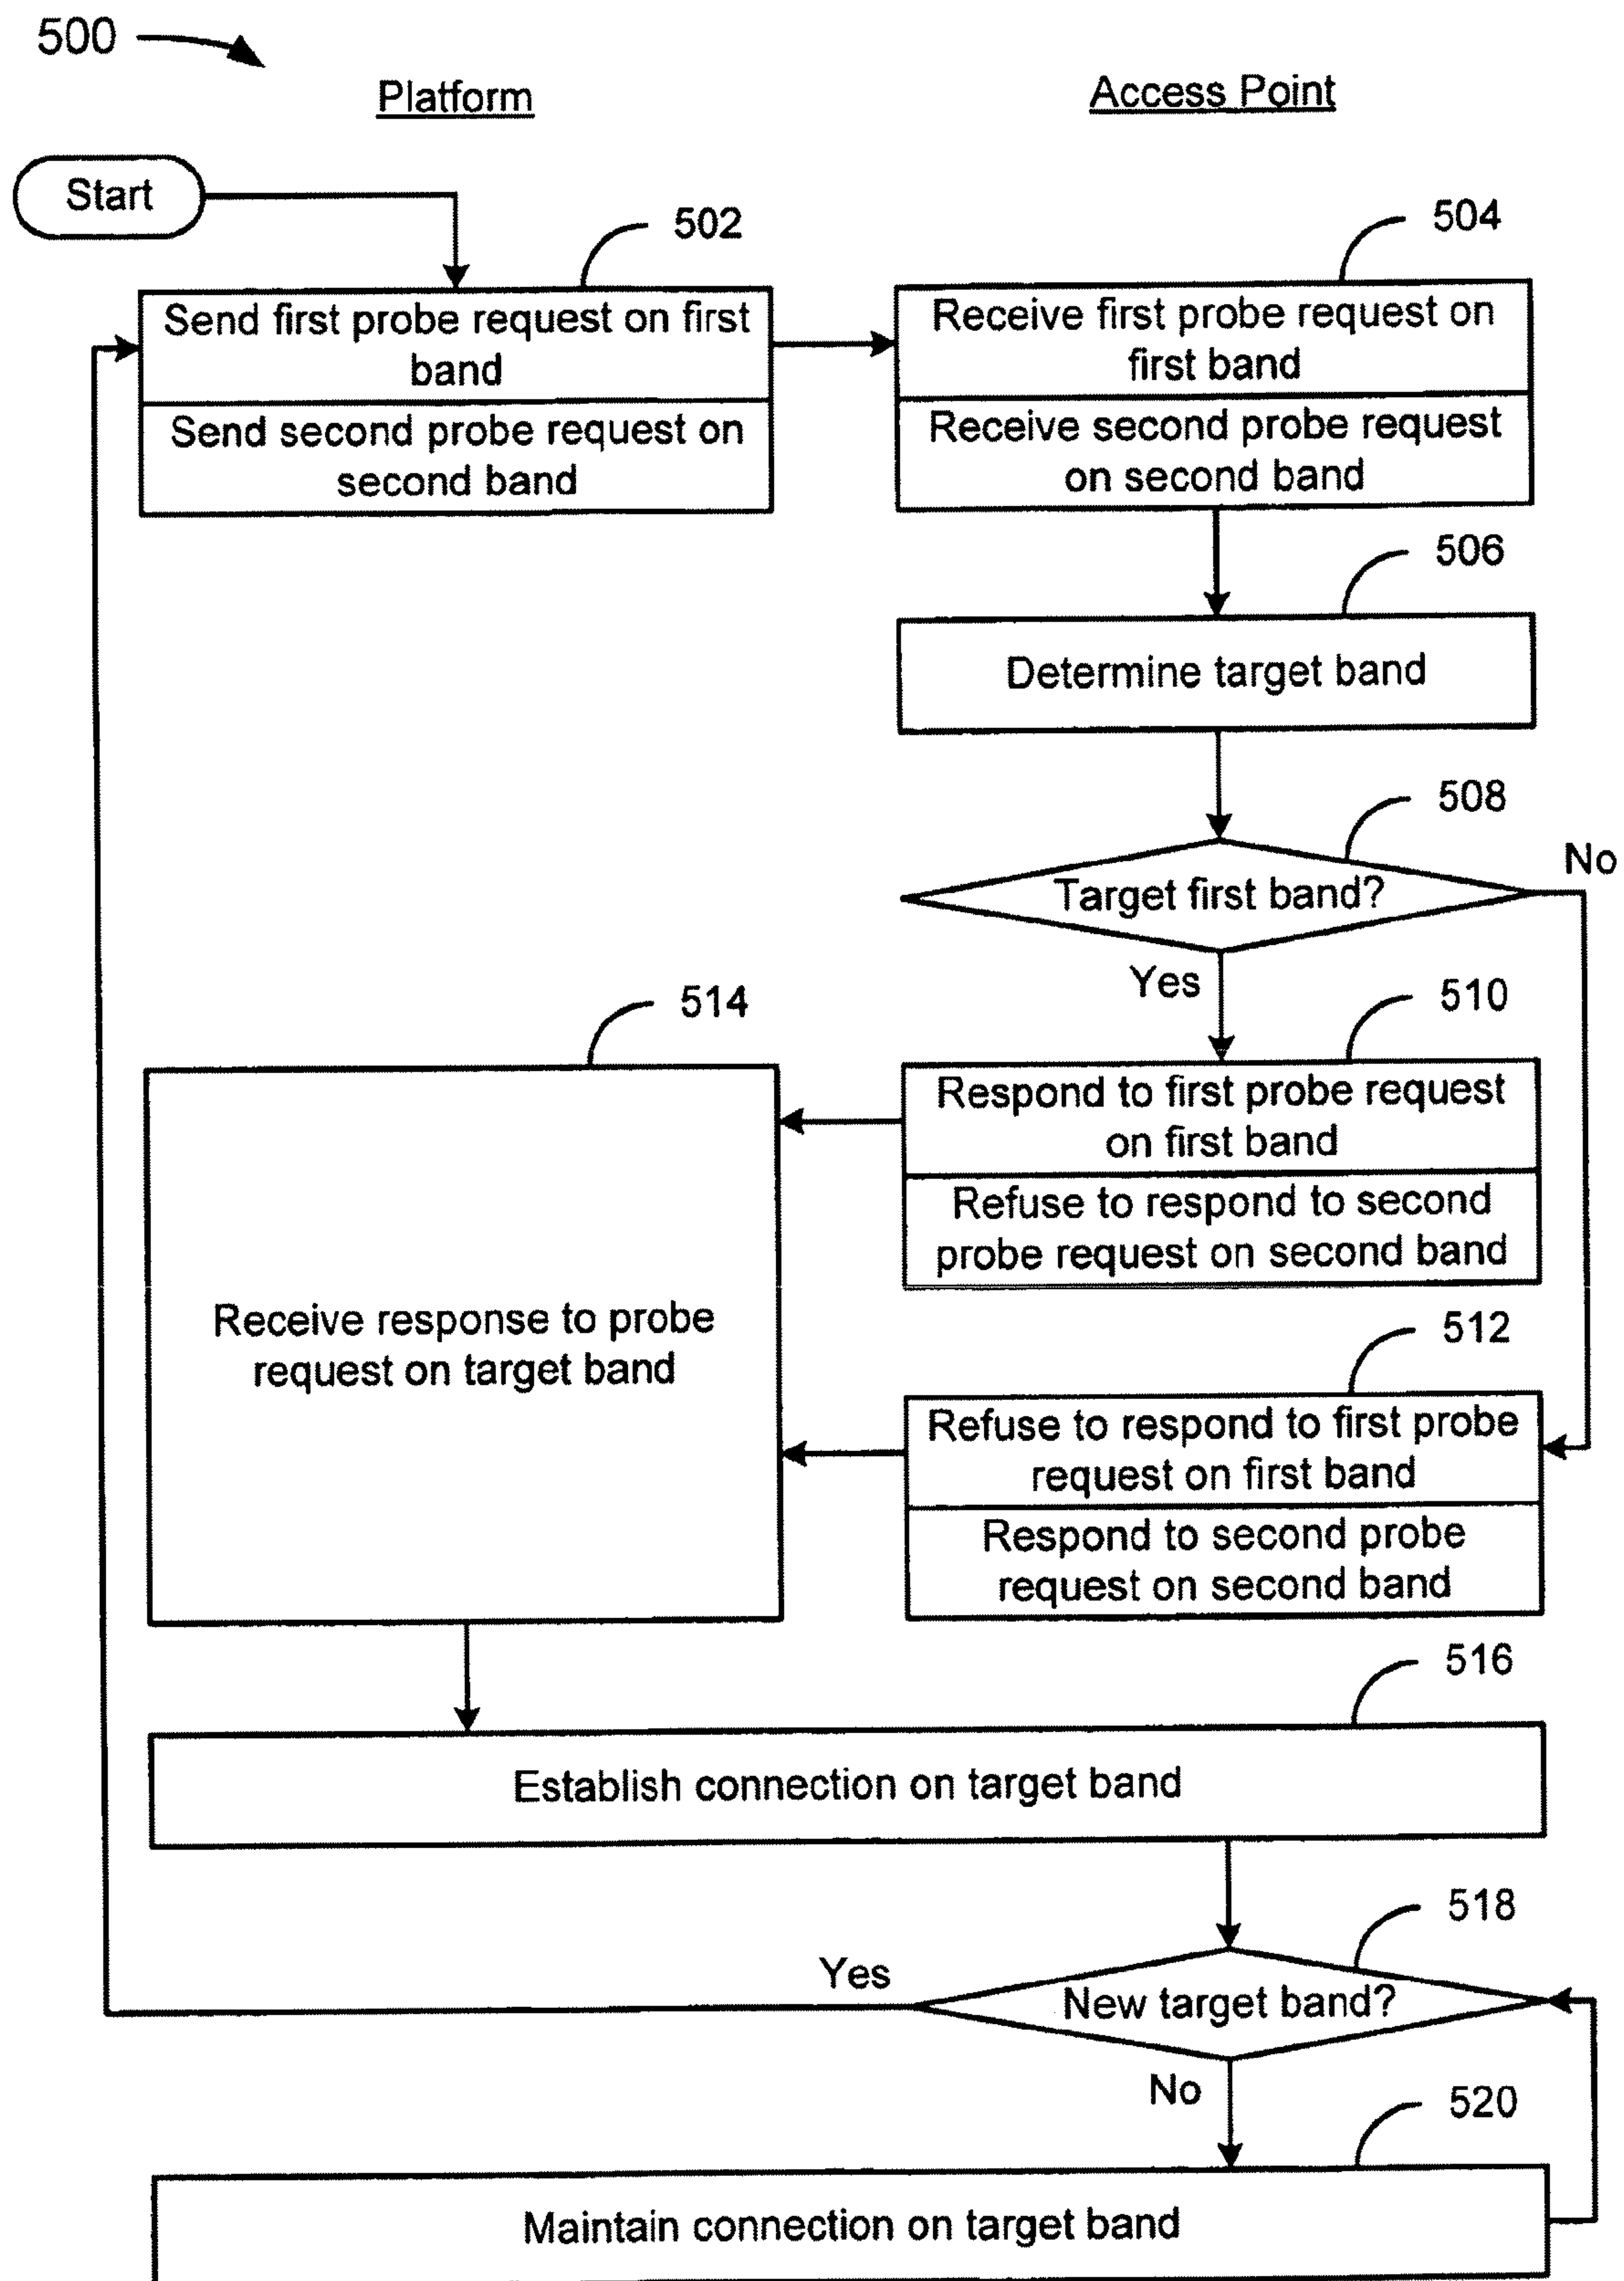 500
Platform
Access Point
Start
502
504
Send first probe request on first
band
Send second probe request on
second band
Receive first probe request on
first band
Receive second probe request
on second band
506
Determine target band
508
No
Target first band?
Yes
510
514
Respond to first probe request
on first band
Refuse to respond to second
probe request on second band
Receive response to probe
request on target band
512
Refuse to respond to first probe
request on first band
Respond to second probe
request on second band
516
Establish connection on target band
518
Yes
New target band?
No
520
Maintain connection on target band